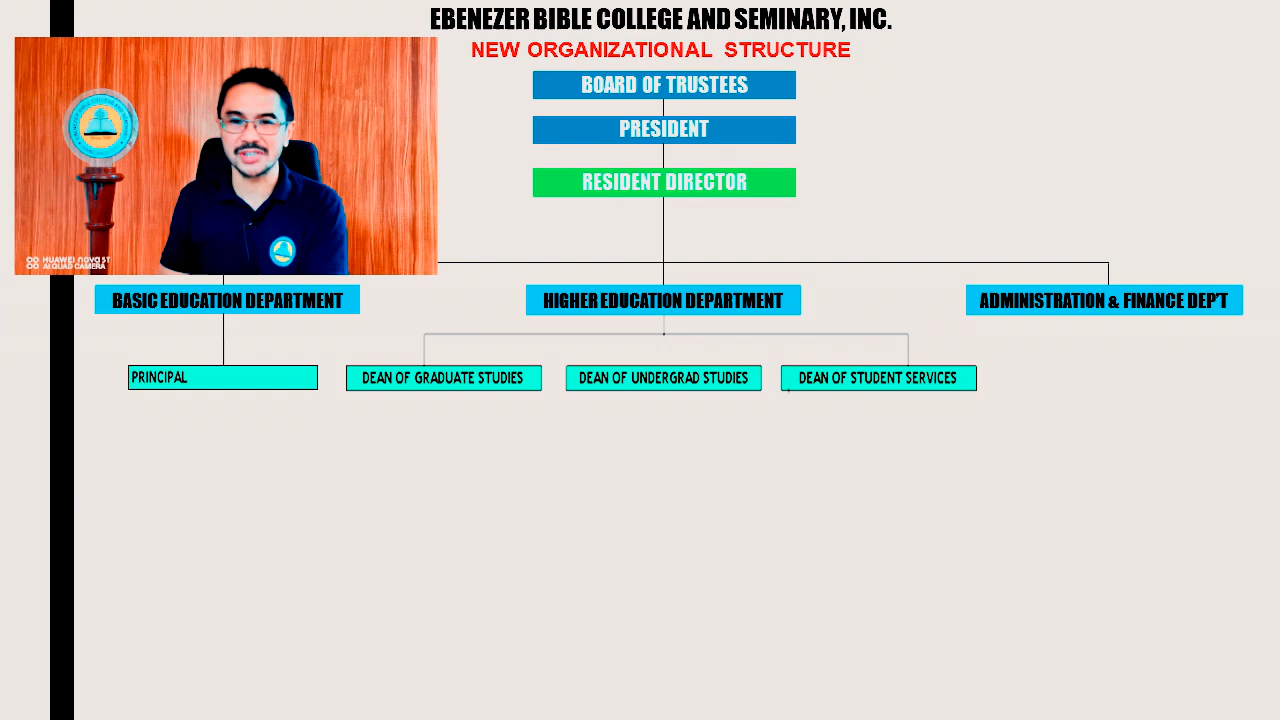 EBENEZER BIBLE COLLEGE AND SEMINARY, INC.
NEW ORGANIZATIONAL STRUCTURE
BOARD OF TRUSTEES
PRESIDENT
RESIDENT DIRECTOR
HUAWEI nova 5T
AI QUAD CAMERA
BASIC EDUCATION DEPARTMENT
HIGHER EDUCATION DEPARTMENT
ADMINISTRATION & FINANCE DEP'T
PRINCIPAL
DEAN OF GRADUATE STUDIES
DEAN OF UNDERGRAD STUDIES
DEAN OF STUDENT SERVICES